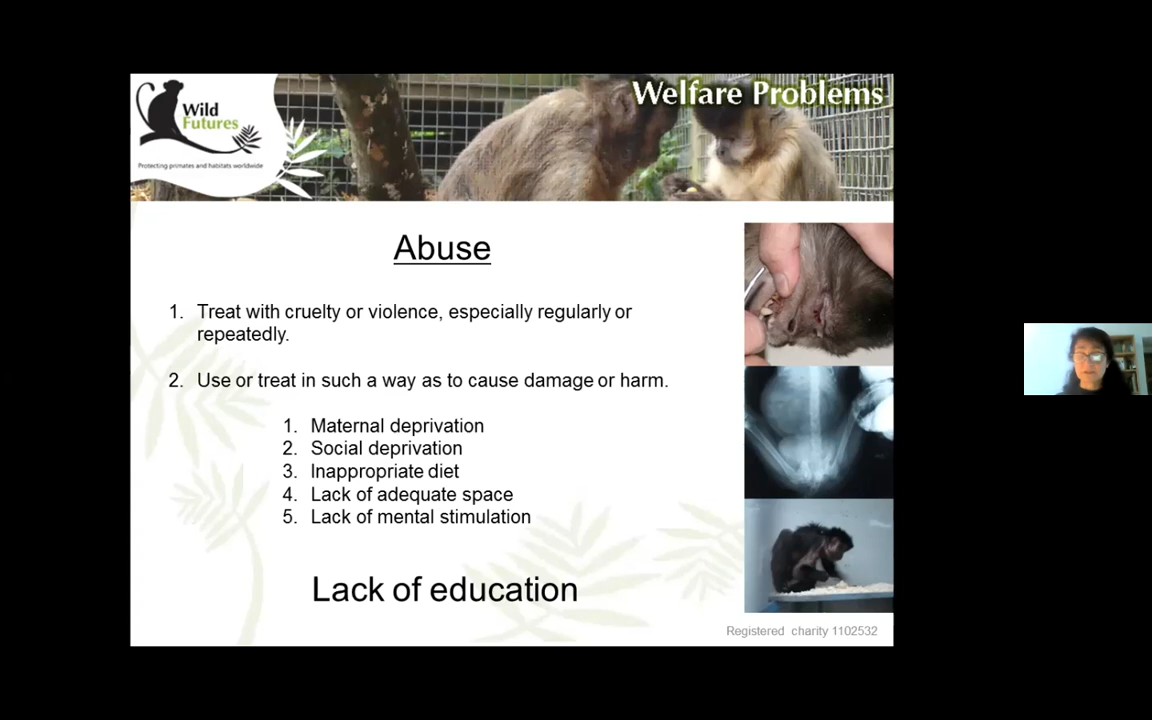 Welfare Problems
Wild
Futures
Protecting primates and habitats worldwide
Abuse
1. Treat with cruelty or violence, especially regularly or
repeatedly.
2. Use or treat in such a way as to cause damage or harm.
1. Maternal deprivation
2. Social deprivation
3. Inappropriate diet
4. Lack of adequate space
5. Lack of mental stimulation
Lack of education
Registered charity 1102532